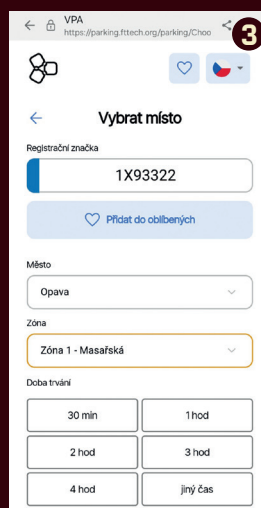 VPA
https://parking.fttech.org/parking/Choo
3
Vybrat místo
Registrační značka
1X93322
Přidat do oblíbených
Město
Opava
Zóna
Zóna 1 - Masařská
Doba trvání
30 min
1 hod
2 hod
3 hod
4 hod
jiný čas